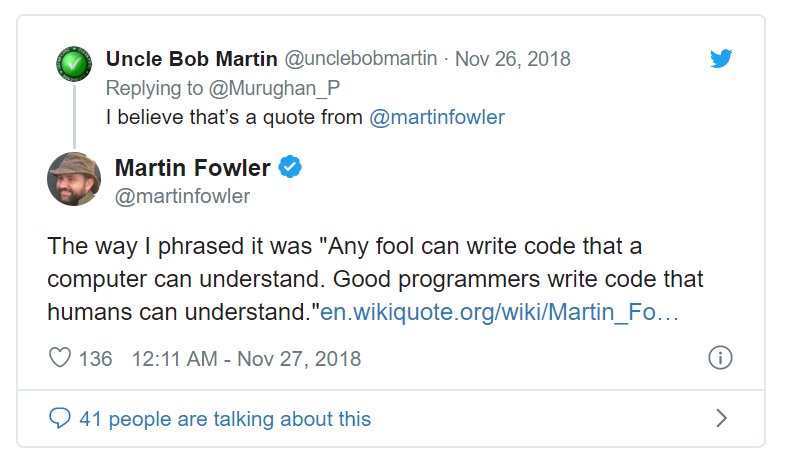 Uncle Bob Martin @unclebobmartin · Nov 26, 2018
Replying to @Murughan_P
I believe that’s a quote from @martinfowler
Martin Fowler
@martinfowler
The way I phrased it was "Any fool can write code that a
computer can understand. Good programmers write code that
humans can understand."en.wikiquote.org/wiki/Martin_Fo…
136 12:11 AM - Nov 27, 2018
41 people are talking about this